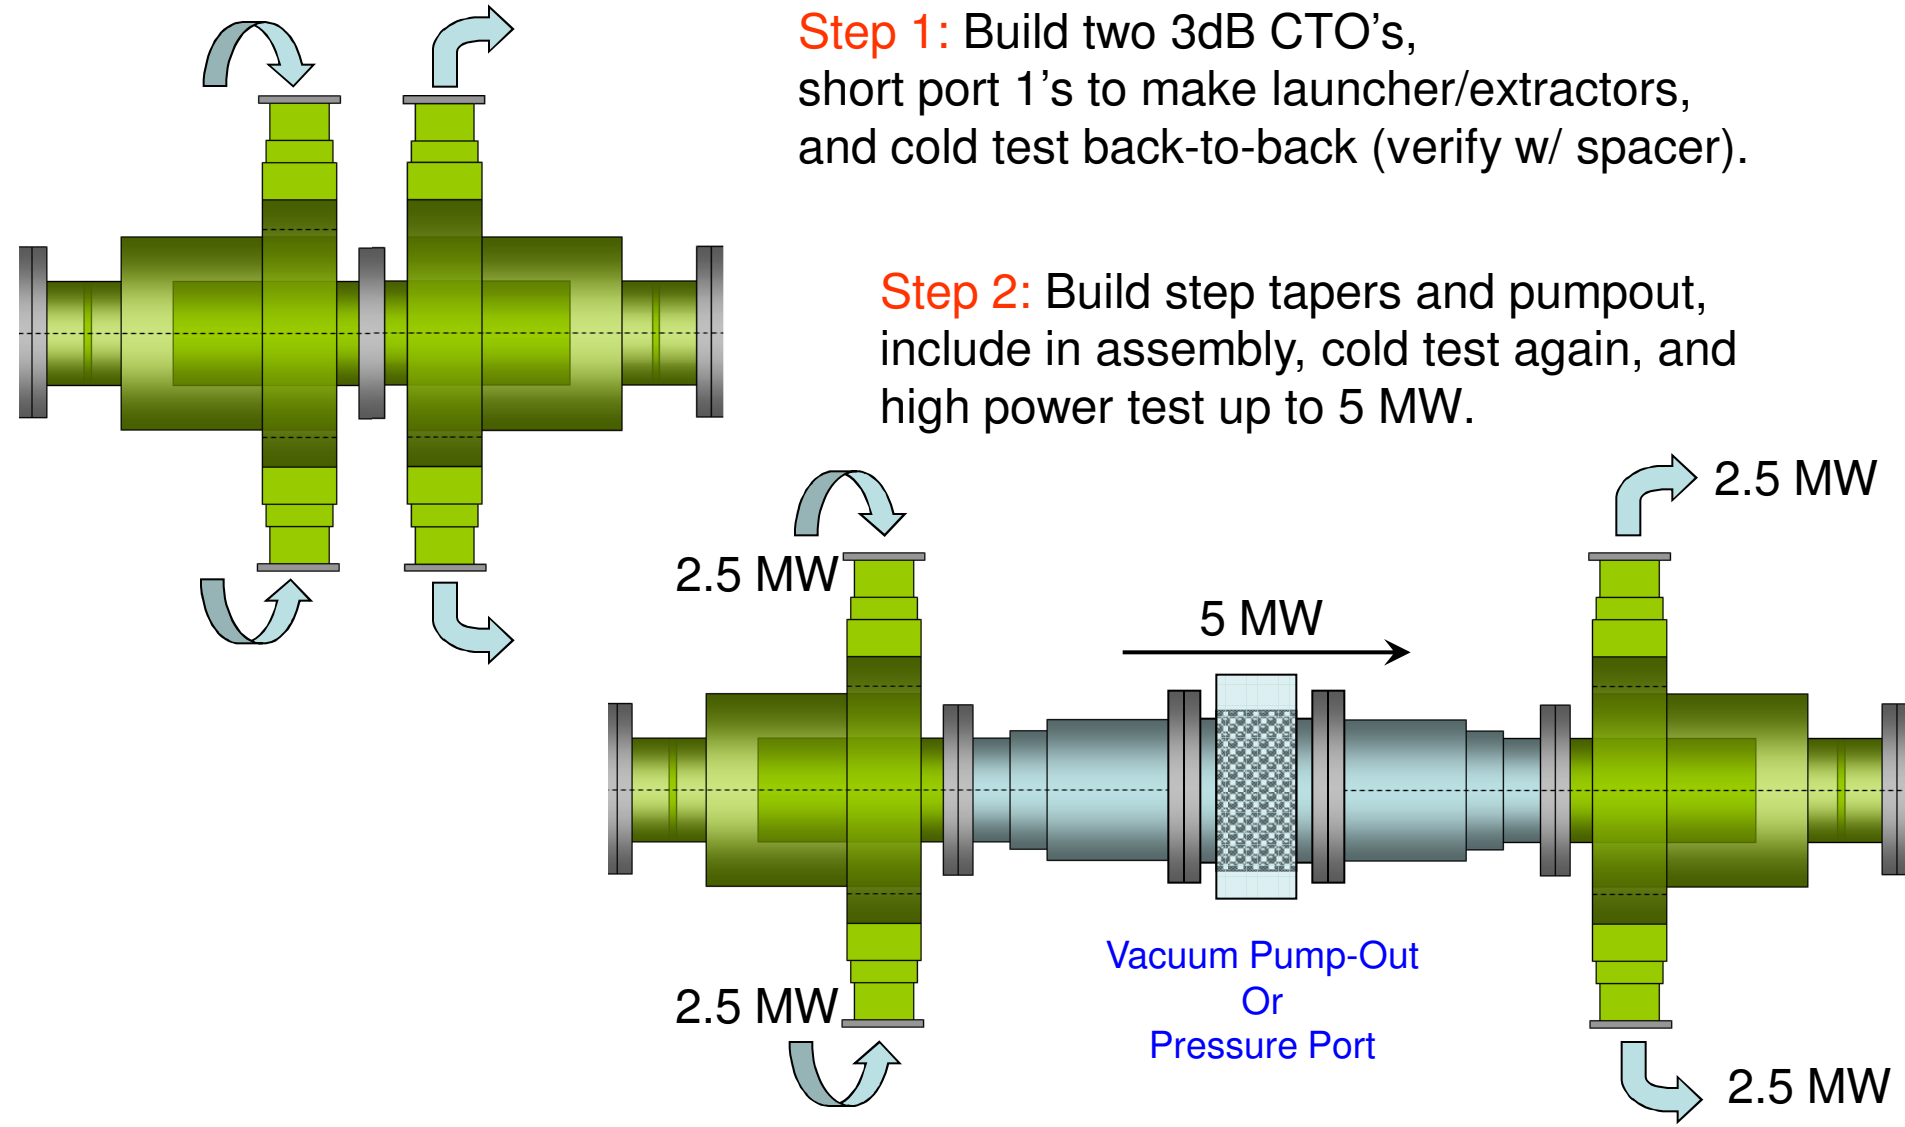 Step 1: Build two 3dB CTO's,
short port 1's to make launcher/extractors,
and cold test back-to-back (verify w/ spacer).
Step 2: Build step tapers and pumpout,
include in assembly, cold test again, and
high power test up to 5 MW.
2.5 MW
2.5 MW
5 MW
2.5 MW
Vacuum Pump-Out
Or
Pressure Port
2.5 MW